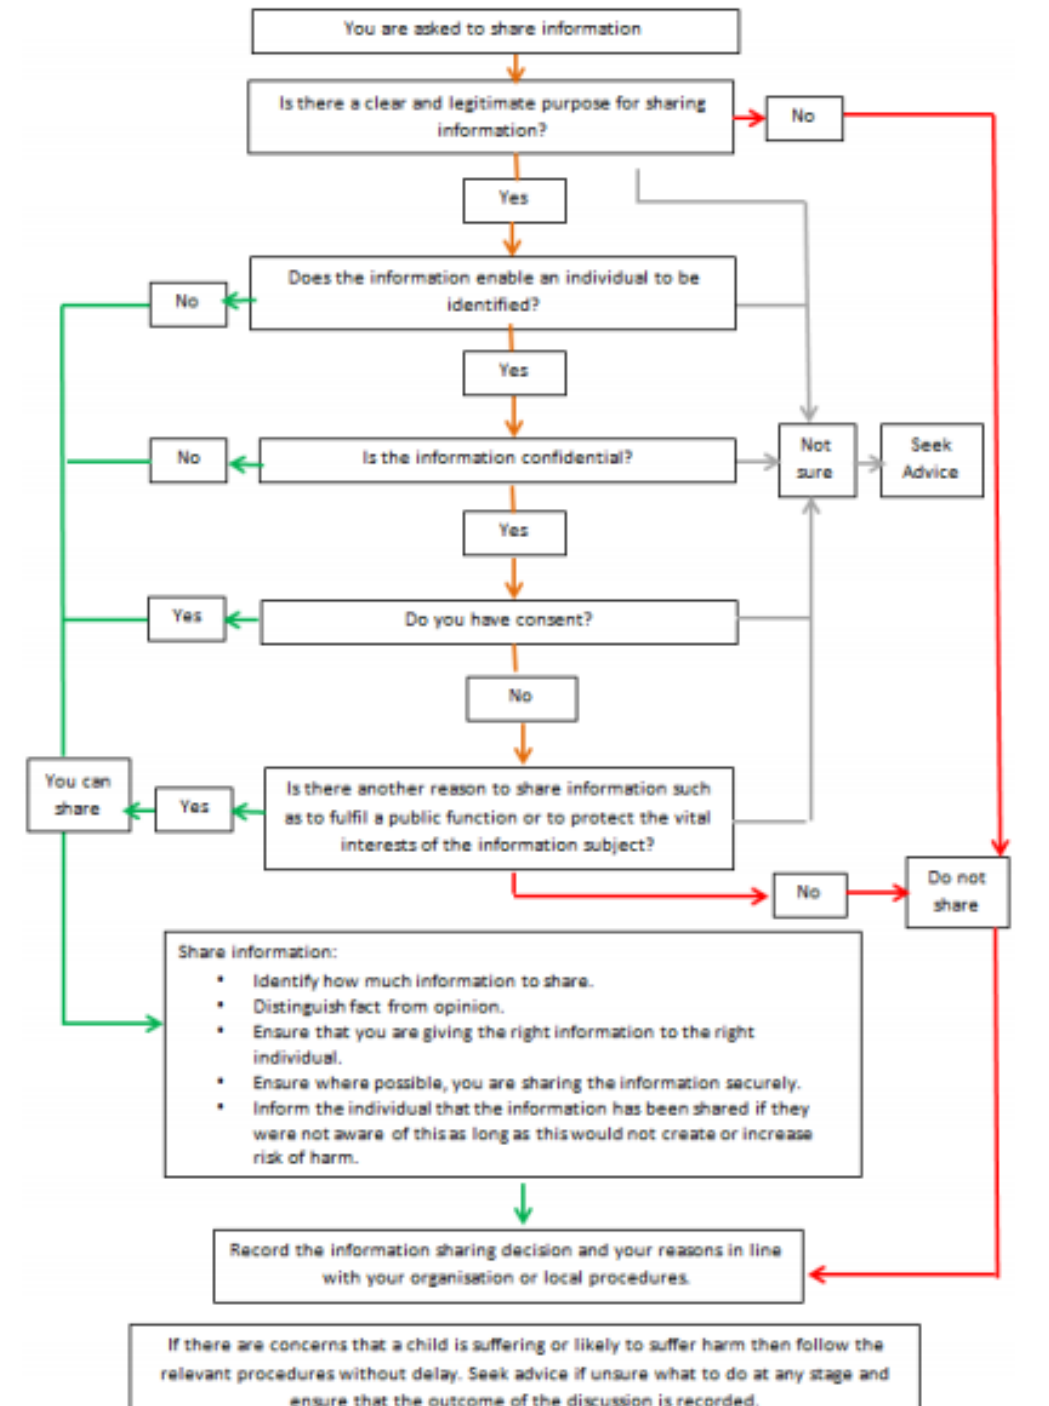 You are asked to share information
Is there a clear and legitimate purpose for sharing
information?
No
Yes
Does the information enable an individual to be
identified?
No
Yes
Is the information confidential?
No
Not
sure
Seek
Advice
Yes
Do you have consent?
Yes
No
Is there another reason to share information such
as to fulfil a public function or to protect the vital
interests of the information subject?
You can
share
Yes
No
Do not
share
Share information:
• Identify how much information to share.
• Distinguish fact from opinion.
• Ensure that you are giving the right information to the right
individual.
• Ensure where possible, you are sharing the information securely.
• Inform the individual that the information has been shared if they
were not aware of this as long as this would not create or increase
risk of harm.
Record the information sharing decision and your reasons in line
with your organisation or local procedures.
If there are concerns that a child is suffering or likely to suffer harm then follow the
relevant procedures without delay. Seek advice if unsure what to do at any stage and
ensure that the outcome of the discussion is recorded.